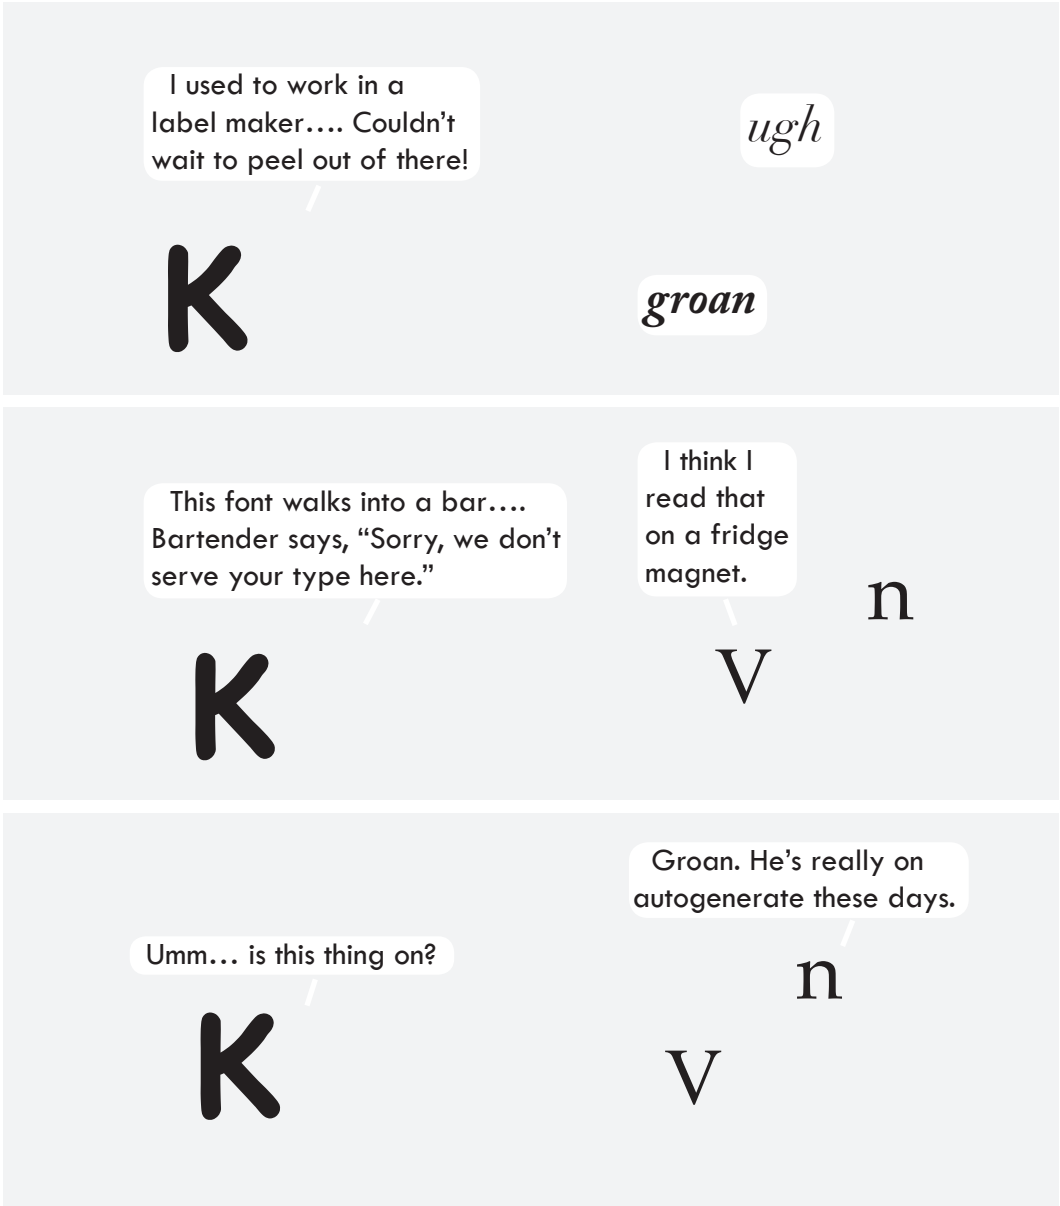 I used to work in a
label maker…. Couldn’t
wait to peel out of there!
ugh
K
groan
This font walks into a bar….
Bartender says, “Sorry, we don’t
serve your type here.”
I think I
read that
on a fridge
magnet.
n
K
v
Groan. He’s really on
autogenerate these days.
Umm… is this thing on?
n
K
v